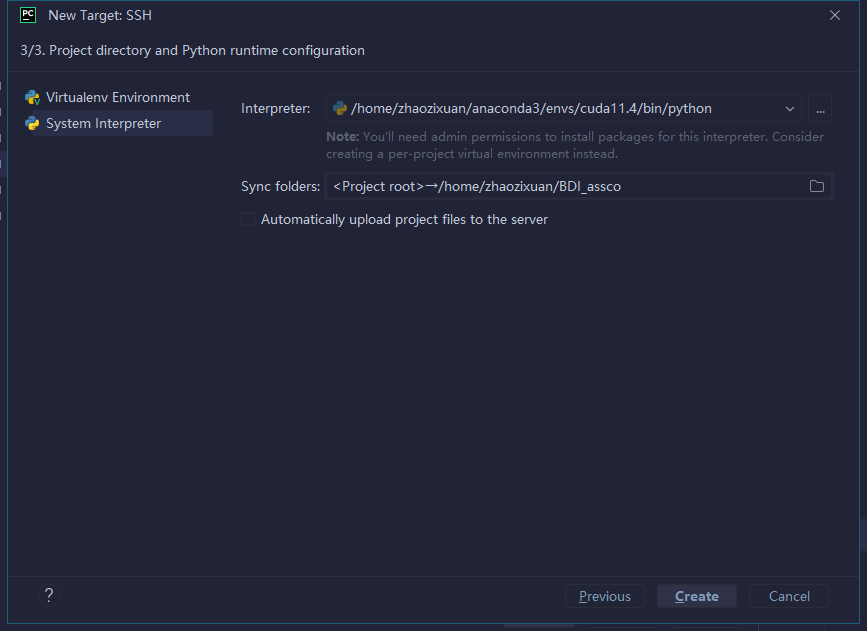 PC New Target: SSH
3/3. Project directory and Python runtime configuration
Virtualenv Environment
System Interpreter
Interpreter: /home/zhaozixuan/anaconda3/envs/cuda11.4/bin/python ...
Note: You'll need admin permissions to install packages for this interpreter. Consider
creating a per-project virtual environment instead.
Sync folders: <Project root>→/home/zhaozixuan/BDI_assco
Automatically upload project files to the server
? Previous Create Cancel